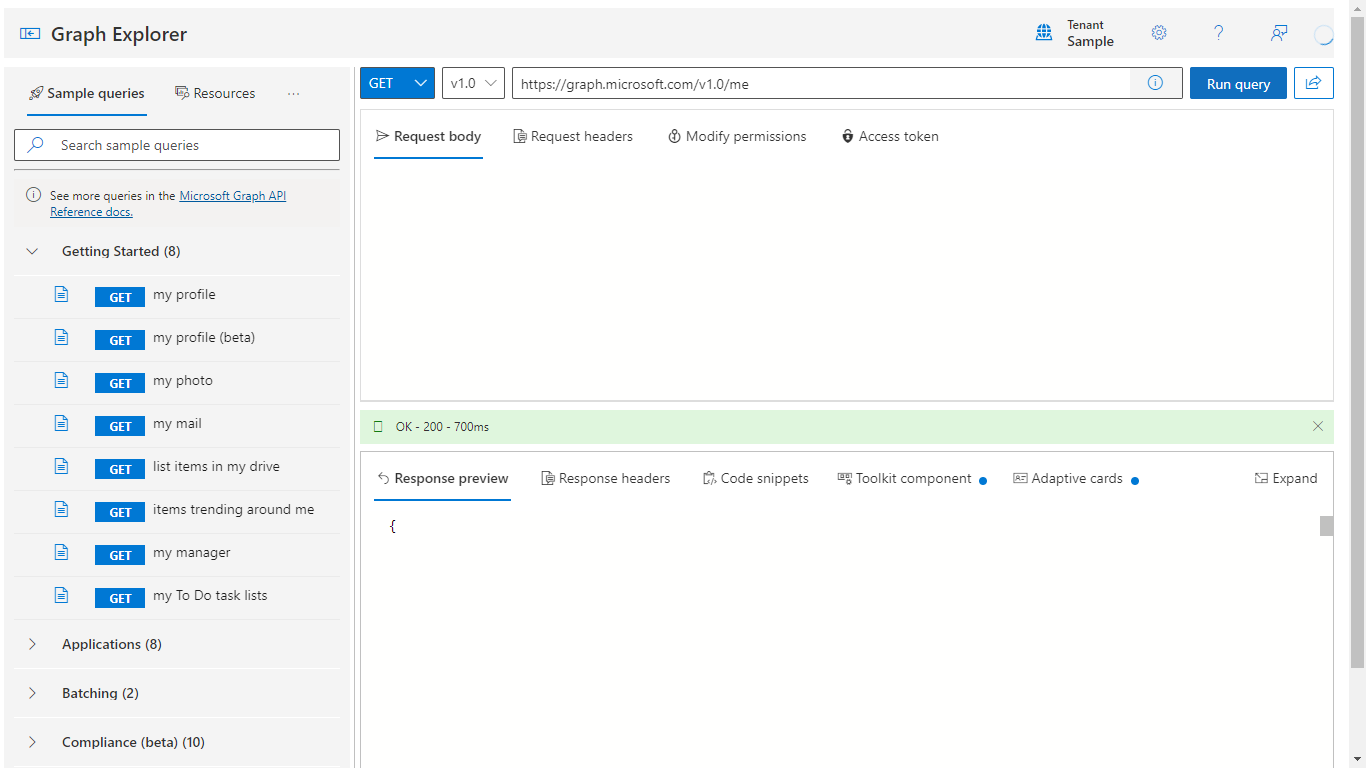 Graph Explorer
Tenant
Sample
Sample queries
Resources
...
Search sample queries
See more queries in the Microsoft Graph API
Reference docs.
Getting Started (8)
GET my profile
GET my profile (beta)
GET my photo
GET my mail
GET list items in my drive
GET items trending around me
GET my manager
GET my To Do task lists
Applications (8)
Batching (2)
Compliance (beta) (10)
GET
v1.0
https://graph.microsoft.com/v1.0/me
Run query
Request body
Request headers
Modify permissions
Access token
OK - 200 - 700ms
Response preview
Response headers
Code snippets
Toolkit component
Adaptive cards
Expand
{